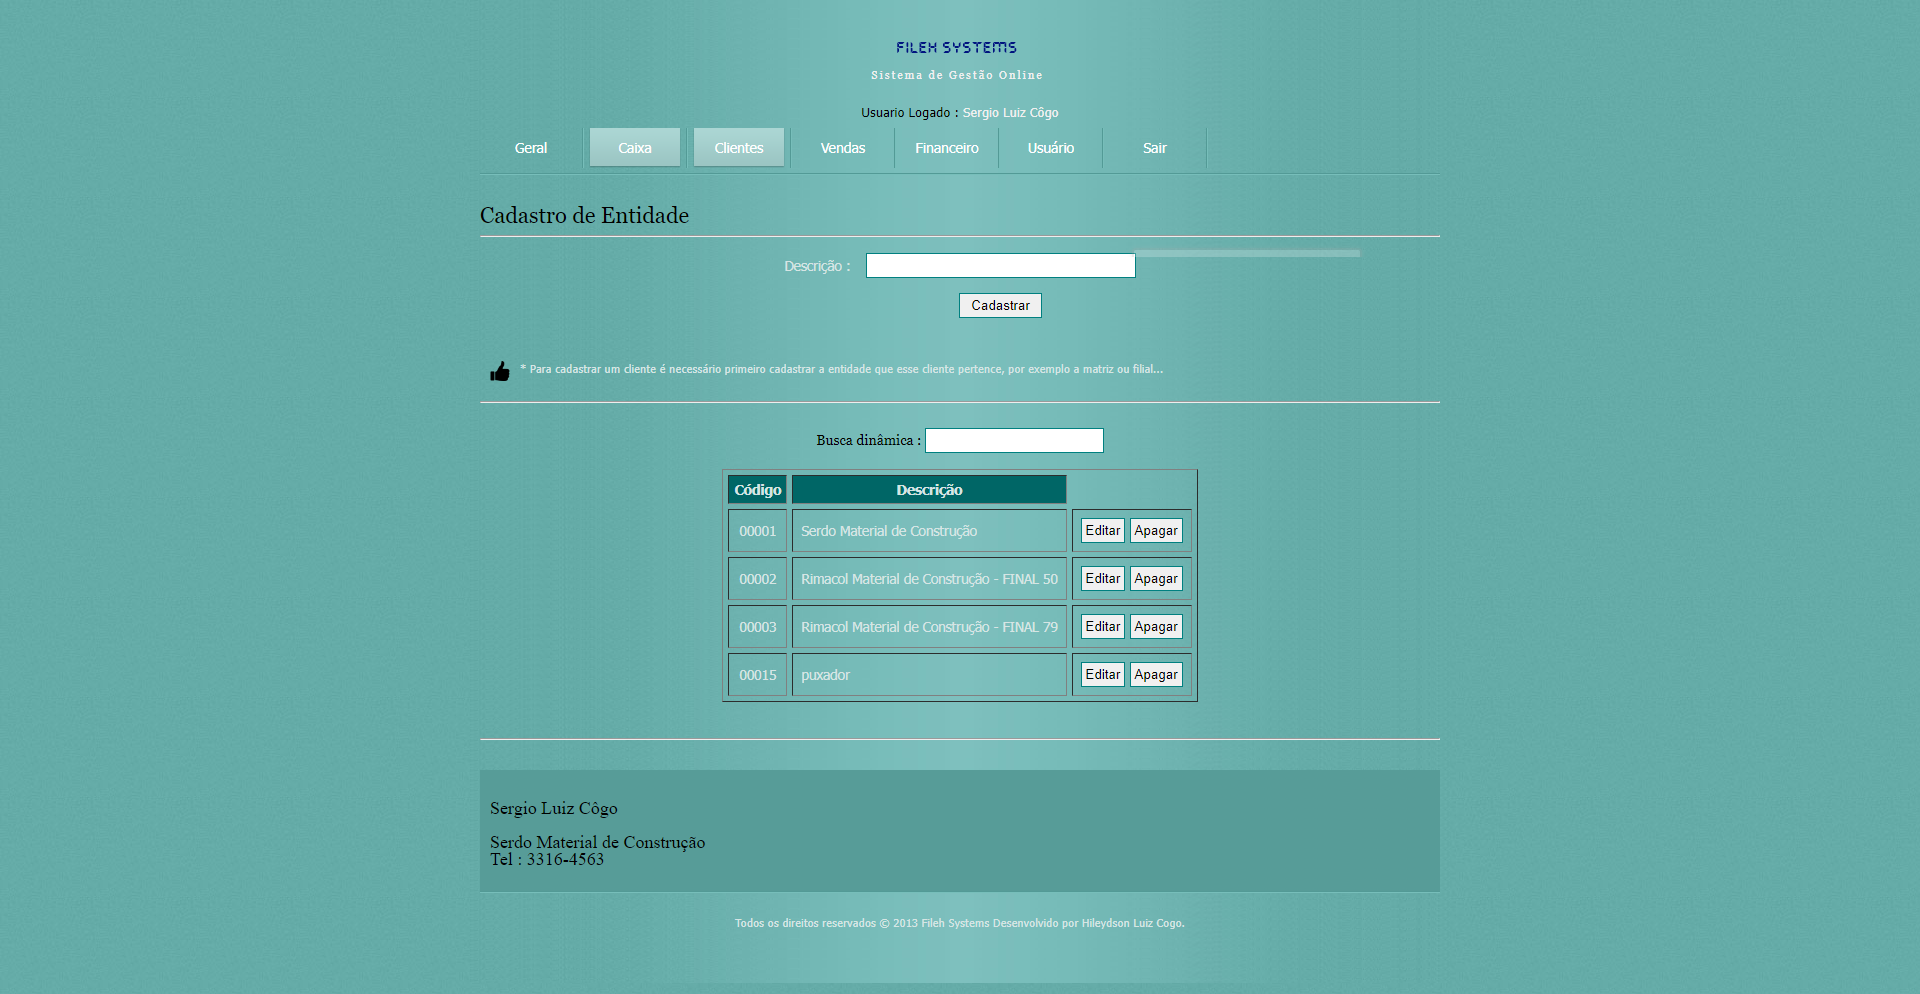 FILEH SYSTEMS
Sistema de Gestão Online
Usuario Logado : Sergio Luiz Côgo
Geral Caixa Clientes Vendas Financeiro Usuário Sair
Cadastro de Entidade
Descrição :
Cadastrar
* Para cadastrar um cliente é necessário primeiro cadastrar a entidade que esse cliente pertence, por exemplo a matriz ou filial...
Busca dinâmica :
Código Descrição
00001 Serdo Material de Construção Editar Apagar
00002 Rimacol Material de Construção - FINAL 50 Editar Apagar
00003 Rimacol Material de Construção - FINAL 79 Editar Apagar
00015 puxador Editar Apagar
Sergio Luiz Côgo
Serdo Material de Construção
Tel : 3316-4563
Todos os direitos reservados © 2013 Fileh Systems Desenvolvido por Hileydson Luiz Cogo.